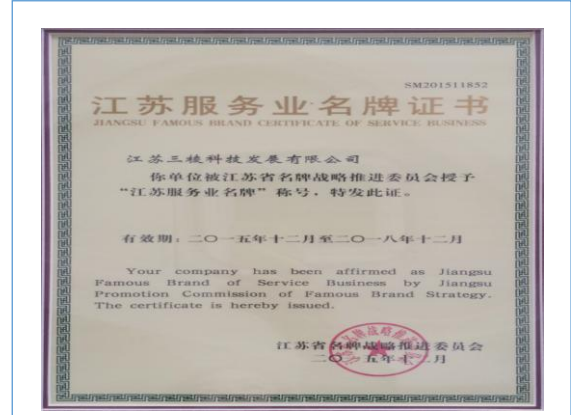 SM201511852
江苏服务业名牌证书
JIANGSU FAMOUS BRAND CERTIFICATE OF SERVICE BUSINESS
江苏三棱科技发展有限公司
你单位被江苏省名牌战略推进委员会授予
“江苏服务业名牌”称号，特发此证。
有效期：二〇一五年十二月至二〇一八年十二月
Your company has been affirmed as Jiangsu
Famous Brand of Service Business by Jiangsu
Promotion Commission of Famous Brand Strategy.
The certificate is hereby issued.
江苏省名牌战略推进委员会
二〇一五年十二月